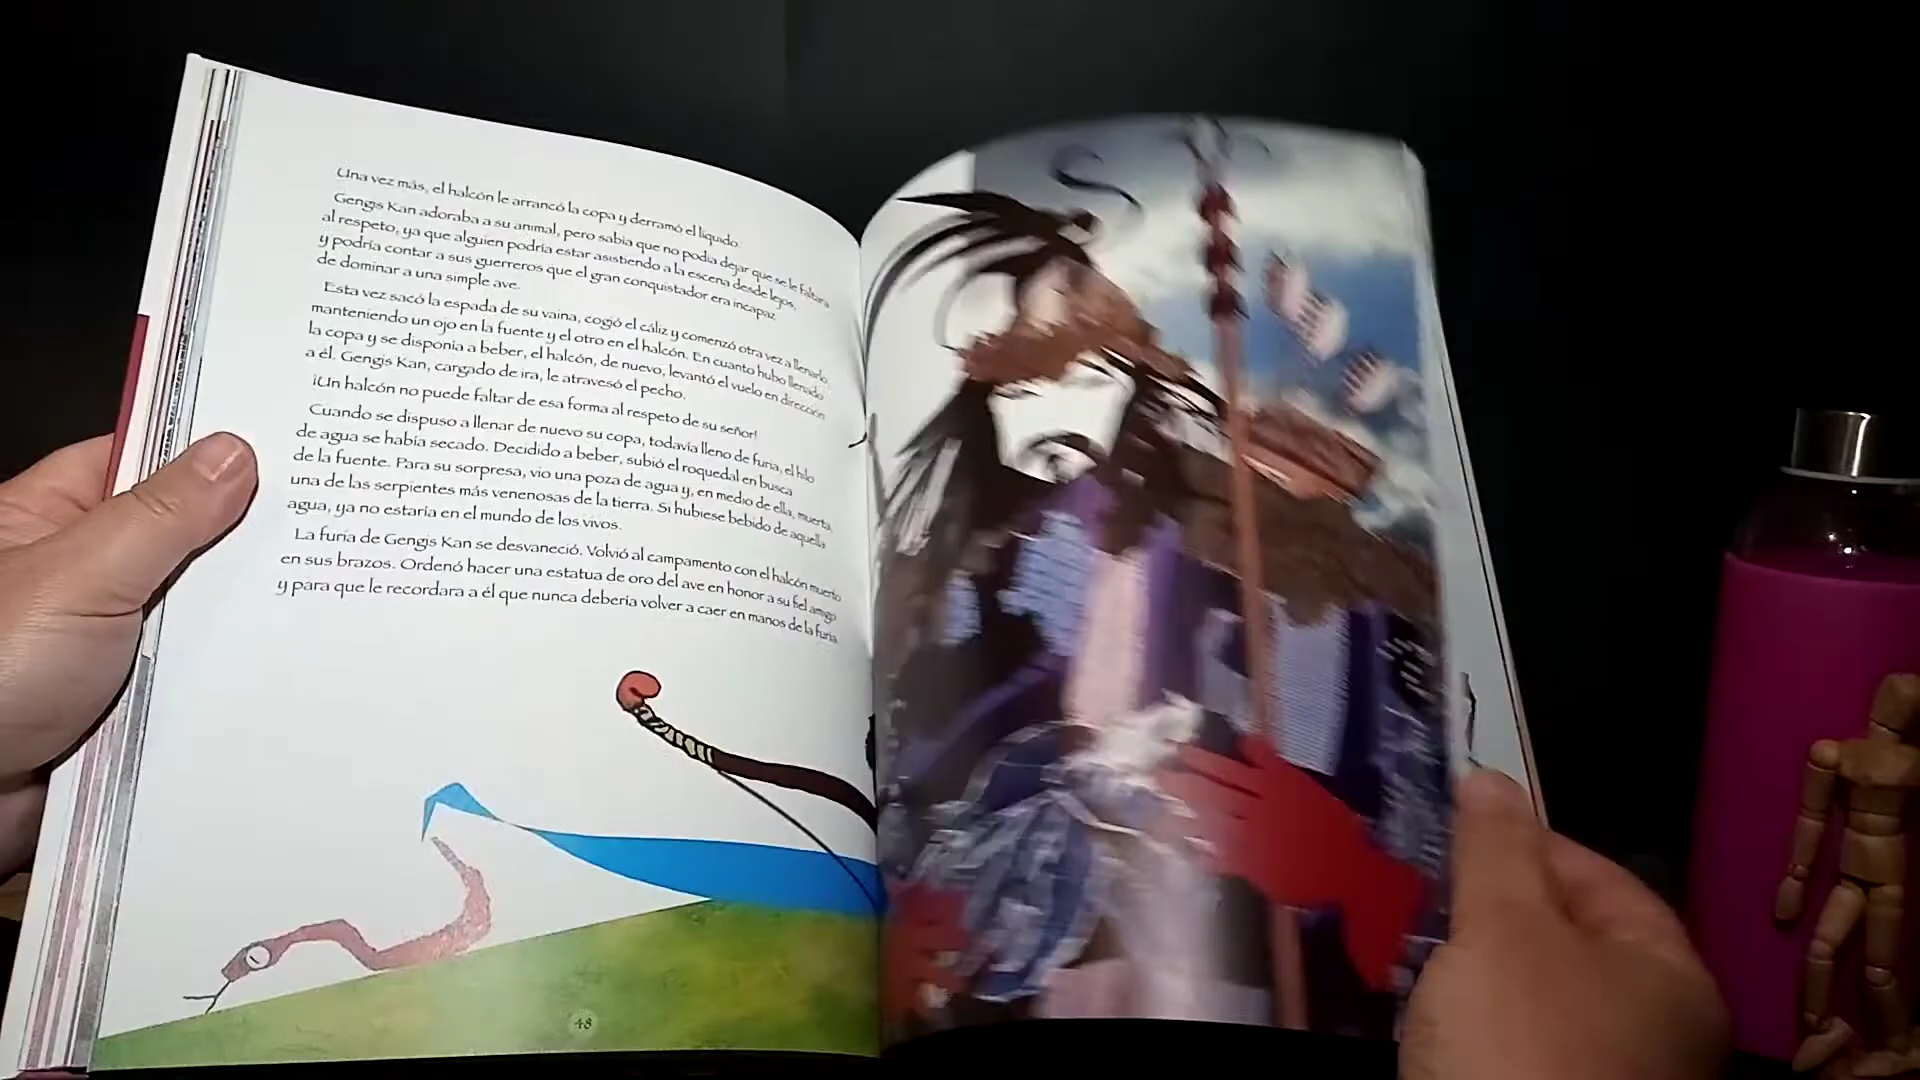 Una vez más, el halcón le arrancó la copa y derramó el líquido.
Gengis Kan adoraba a su animal, pero sabía que no podía dejar que se le faltara
al respeto, ya que alguien podría estar asistiendo a la escena desde lejos,
y podría contar a sus guerreros que el gran conquistador era incapaz
de dominar a una simple ave.
Esta vez sacó la espada de su vaina, cogió el cáliz y comenzó otra vez a llenarlo,
manteniendo un ojo en la fuente y el otro en el halcón. En cuanto hubo llenado
la copa y se disponía a beber, el halcón, de nuevo, levantó el vuelo en dirección
a él. Gengis Kan, cargado de ira, le atravesó el pecho.
¡Un halcón no puede faltar de esa forma al respeto de su señor!
Cuando se dispuso a llenar de nuevo su copa, todavía lleno de furia, el hilo
de agua se había secado. Decidido a beber, subió el roquedal en busca
de la fuente. Para su sorpresa, vio una poza de agua y, en medio de ella, muerta,
una de las serpientes más venenosas de la tierra. Si hubiese bebido de aquella
agua, ya no estaría en el mundo de los vivos.
La furia de Gengis Kan se desvaneció. Volvió al campamento con el halcón muerto
en sus brazos. Ordenó hacer una estatua de oro del ave en honor a su fiel amigo
y para que le recordara a él que nunca debería volver a caer en manos de la furia.
48